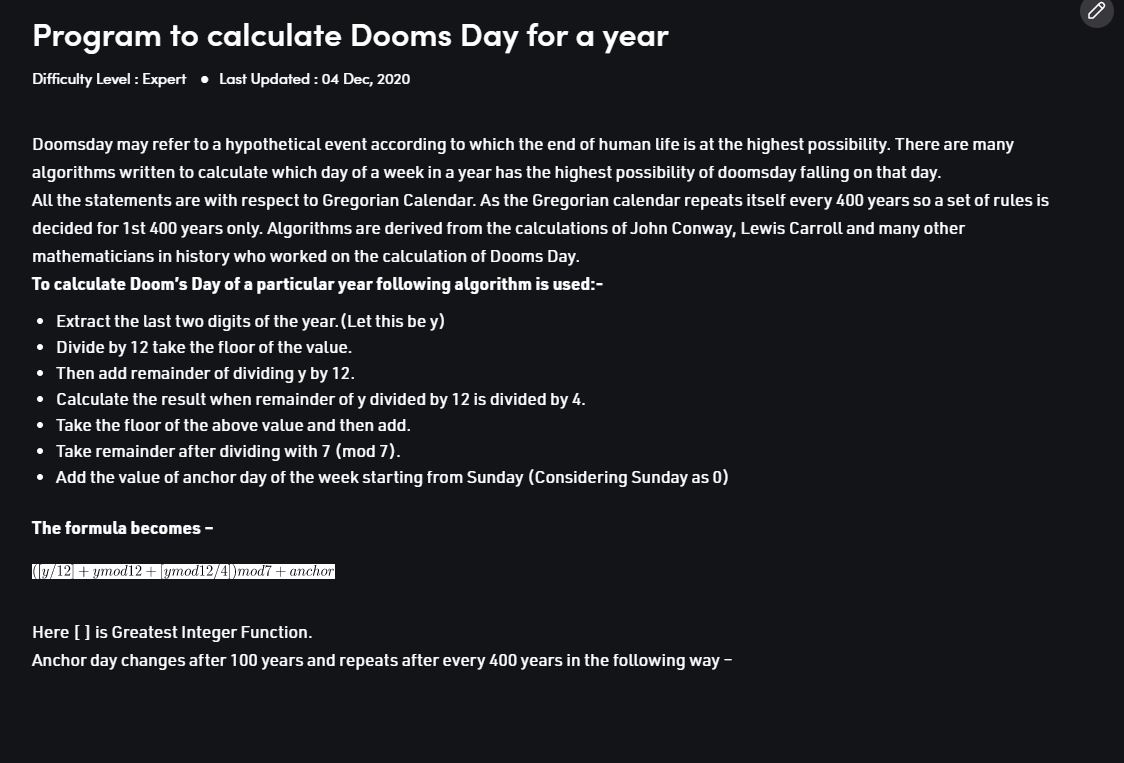 Program to calculate Dooms Day for a year
Difficulty Level : Expert ● Last Updated : 04 Dec, 2020
Doomsday may refer to a hypothetical event according to which the end of human life is at the highest possibility. There are many
algorithms written to calculate which day of a week in a year has the highest possibility of doomsday falling on that day.
All the statements are with respect to Gregorian Calendar. As the Gregorian calendar repeats itself every 400 years so a set of rules is
decided for 1st 400 years only. Algorithms are derived from the calculations of John Conway, Lewis Carroll and many other
mathematicians in history who worked on the calculation of Dooms Day.
To calculate Doom’s Day of a particular year following algorithm is used:-
• Extract the last two digits of the year.(Let this be y)
• Divide by 12 take the floor of the value.
• Then add remainder of dividing y by 12.
• Calculate the result when remainder of y divided by 12 is divided by 4.
• Take the floor of the above value and then add.
• Take remainder after dividing with 7 (mod 7).
• Add the value of anchor day of the week starting from Sunday (Considering Sunday as 0)
The formula becomes –
([y/12] + ymod12 + [ymod12/4])mod7 + anchor
Here [ ] is Greatest Integer Function.
Anchor day changes after 100 years and repeats after every 400 years in the following way –